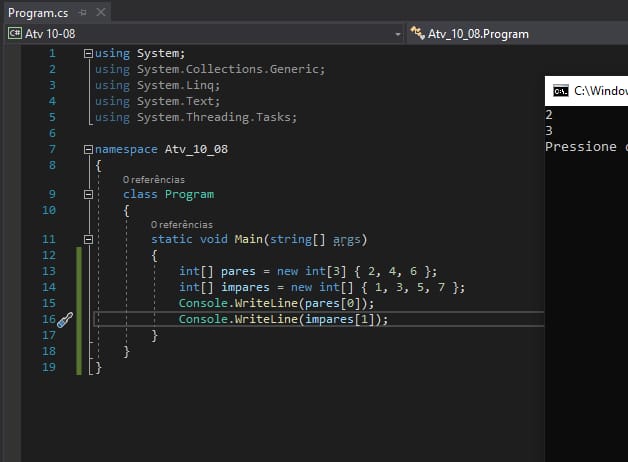 Program.cs
C# Atv 10-08
Atv_10_08.Program
1 using System;
2 using System.Collections.Generic;
3 using System.Linq;
4 using System.Text;
5 using System.Threading.Tasks;
6
7 namespace Atv_10_08
8 {
0 referências
9 class Program
10 {
0 referências
11 static void Main(string[] args)
12 {
13 int[] pares = new int[3] { 2, 4, 6 };
14 int[] impares = new int[] { 1, 3, 5, 7 };
15 Console.WriteLine(pares[0]);
16 Console.WriteLine(impares[1]);
17 }
18 }
19 }
C:\Window
2
3
Pressione